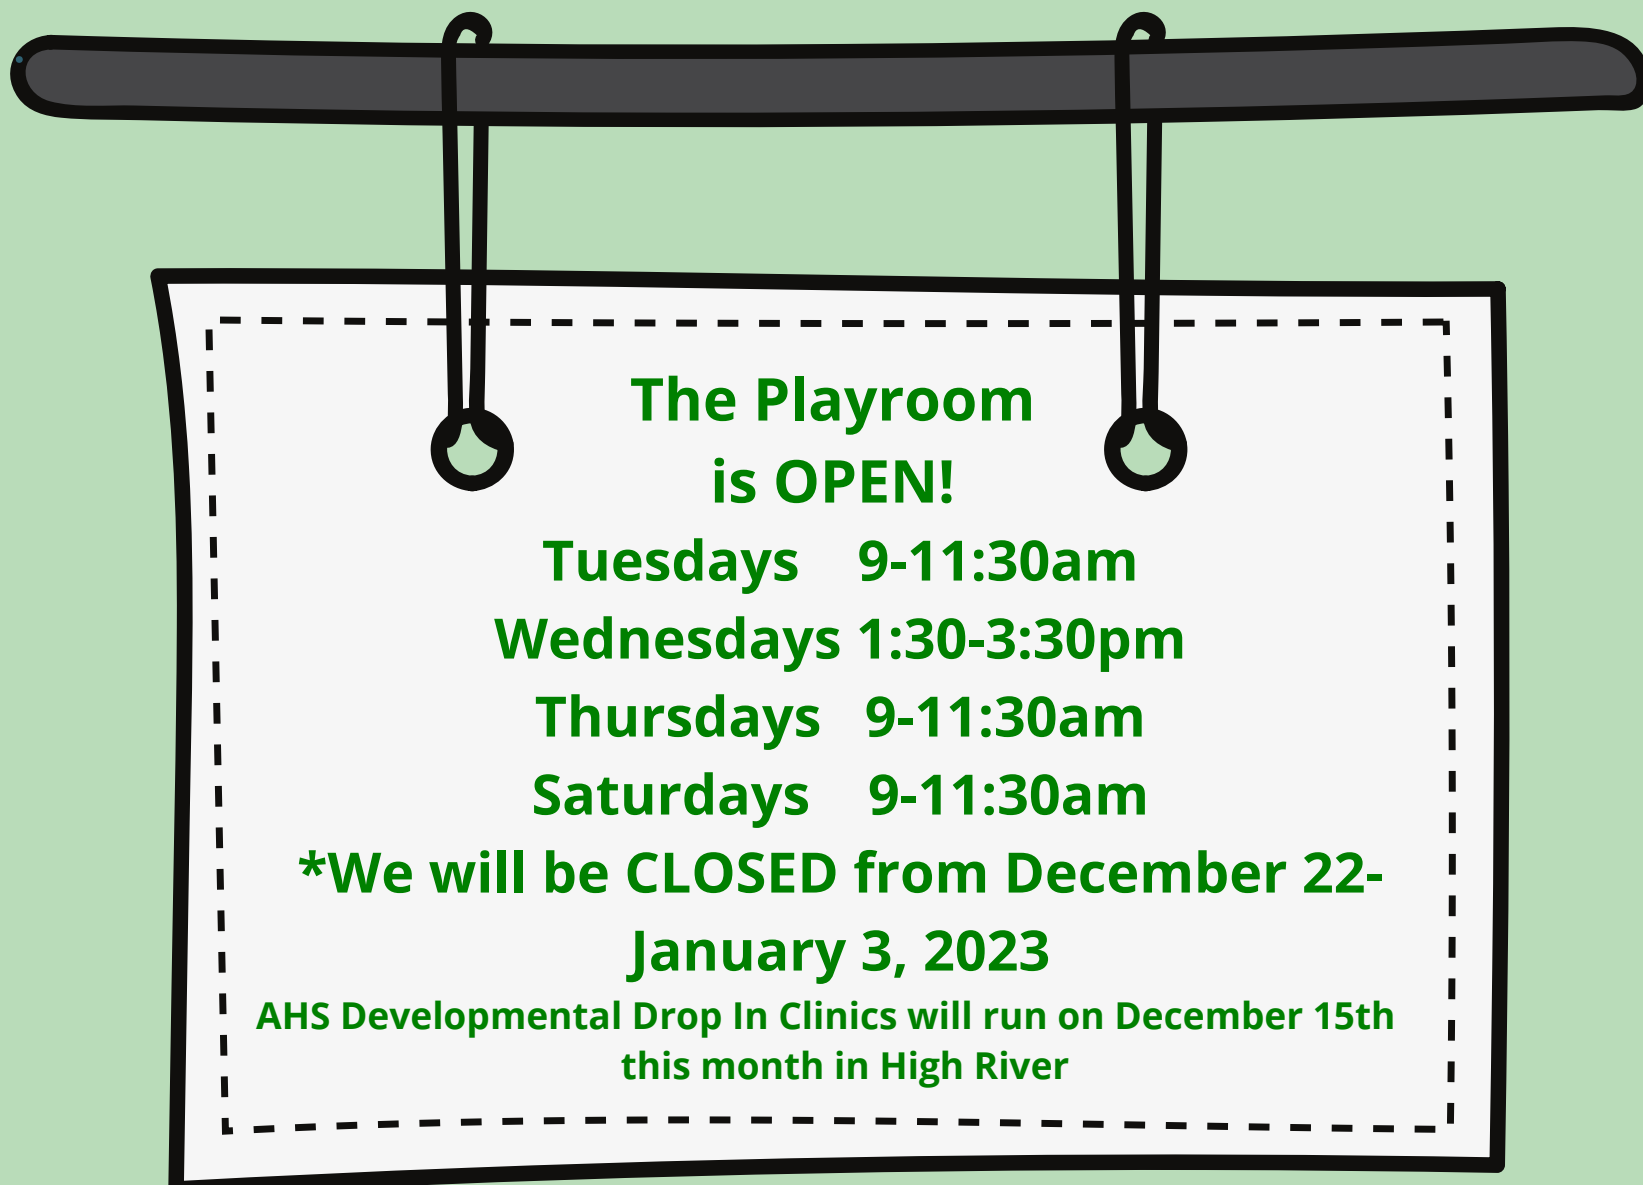 The Playroom
is OPEN!
Tuesdays 9-11:30am
Wednesdays 1:30-3:30pm
Thursdays 9-11:30am
Saturdays 9-11:30am
*We will be CLOSED from December 22-
January 3, 2023
AHS Developmental Drop In Clinics will run on December 15th
this month in High River